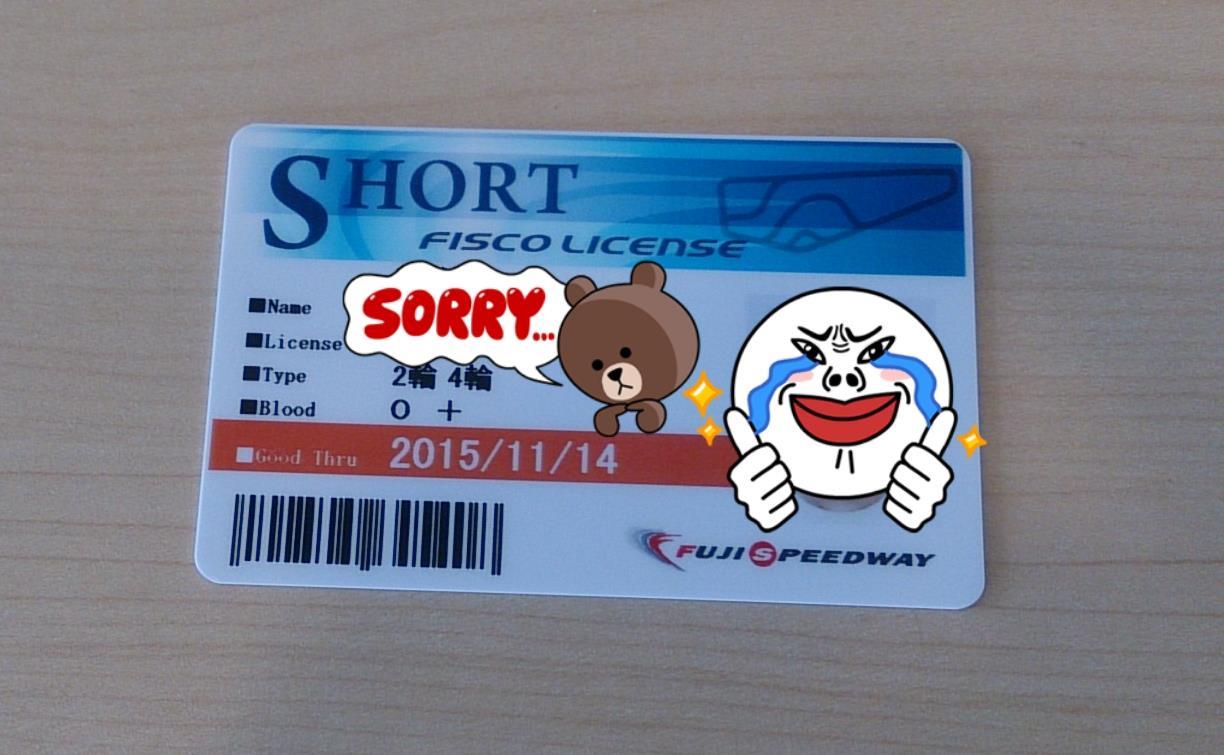 SHORT
FISCO LICENSE
■Name
SORRY...
■License
■Type 2輪 4輪
■Blood O +
■Good Thru 2015/11/14
FUJI SPEEDWAY